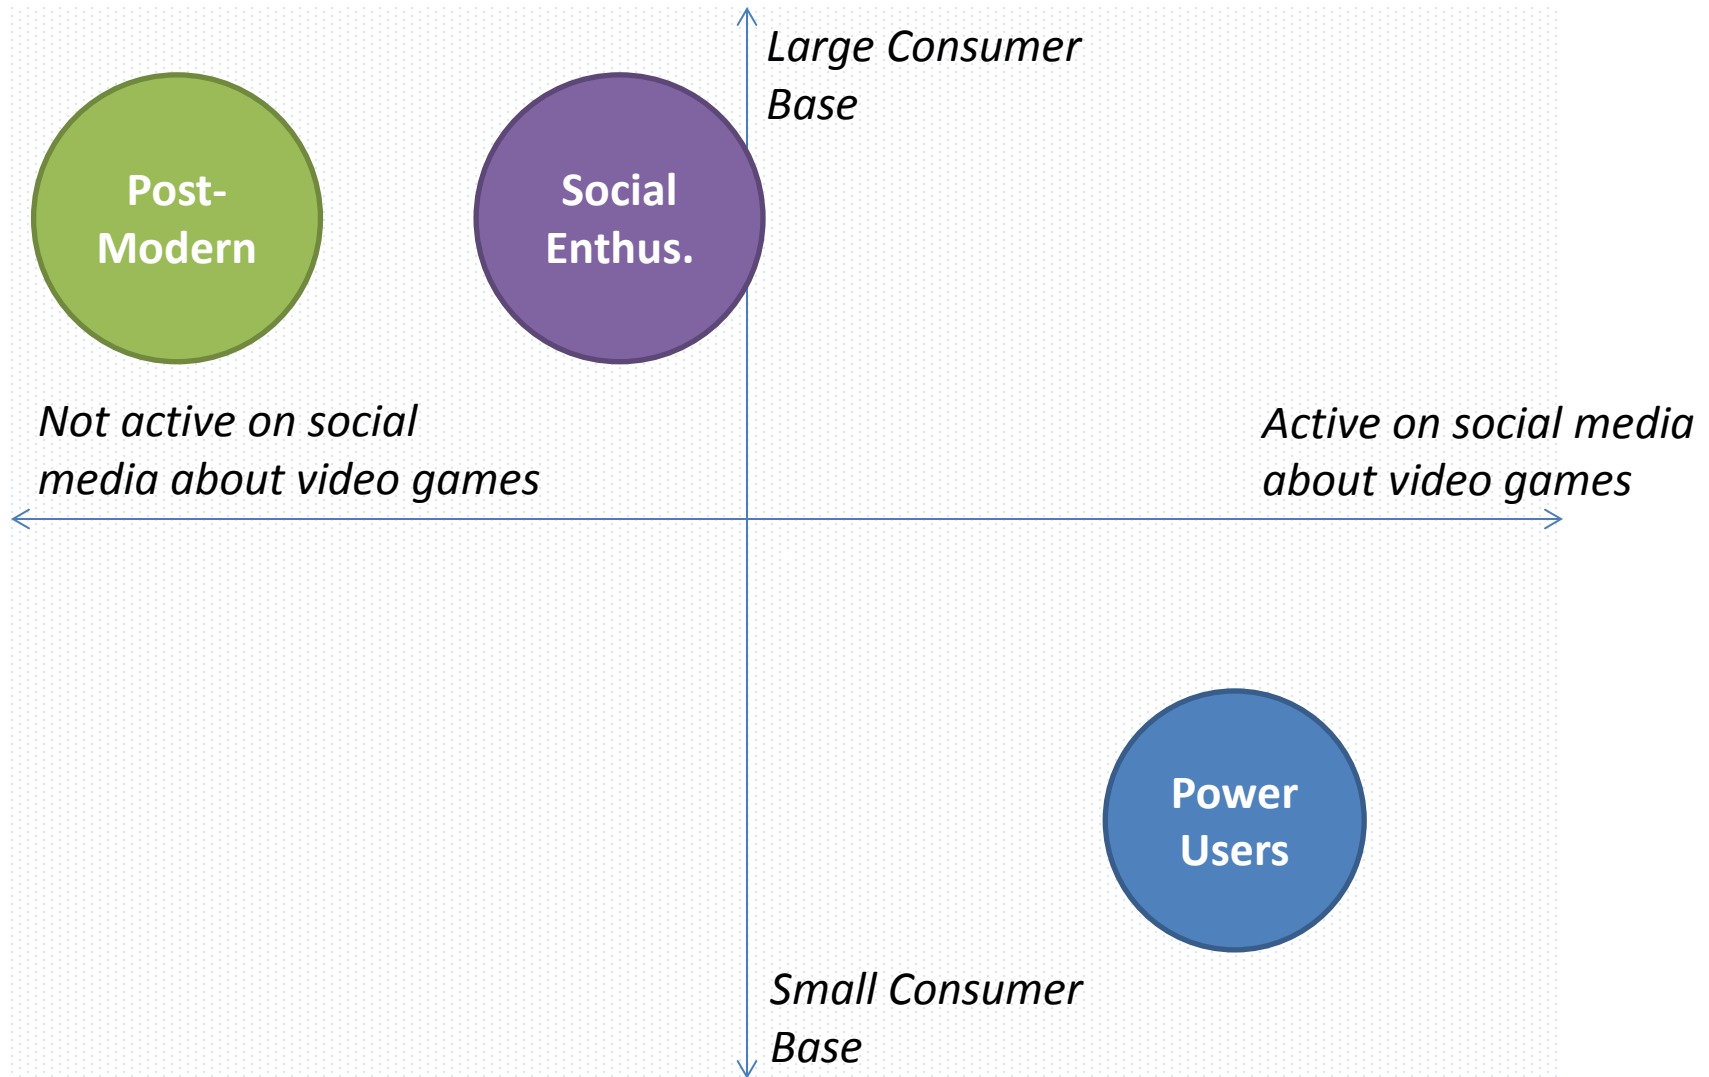 Large Consumer
Base
Post-
Modern
Social
Enthus.
Not active on social
media about video games
Active on social media
about video games
Power
Users
Small Consumer
Base